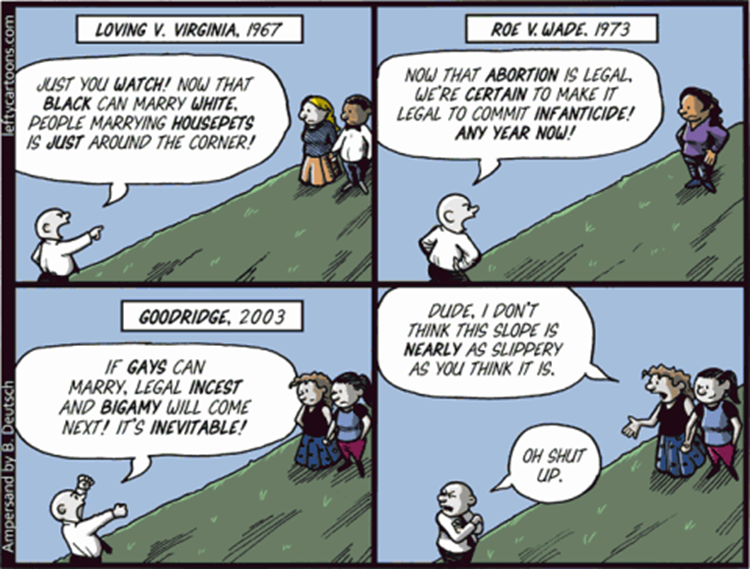 LOVING V. VIRGINIA, 1967
JUST YOU WATCH! NOW THAT
BLACK CAN MARRY WHITE,
PEOPLE MARRYING HOUSEPETS
IS JUST AROUND THE CORNER!
ROE V. WADE, 1973
NOW THAT ABORTION IS LEGAL,
WE'RE CERTAIN TO MAKE IT
LEGAL TO COMMIT INFANTICIDE!
ANY YEAR NOW!
GOODRIDGE, 2003
IF GAYS CAN
MARRY, LEGAL INCEST
AND BIGAMY WILL COME
NEXT! IT'S INEVITABLE!
DUDE, I DON'T
THINK THIS SLOPE IS
NEARLY AS SLIPPERY
AS YOU THINK IT IS.
OH SHUT
UP.
leftycartoons.com
Ampersand by B. Deutsch